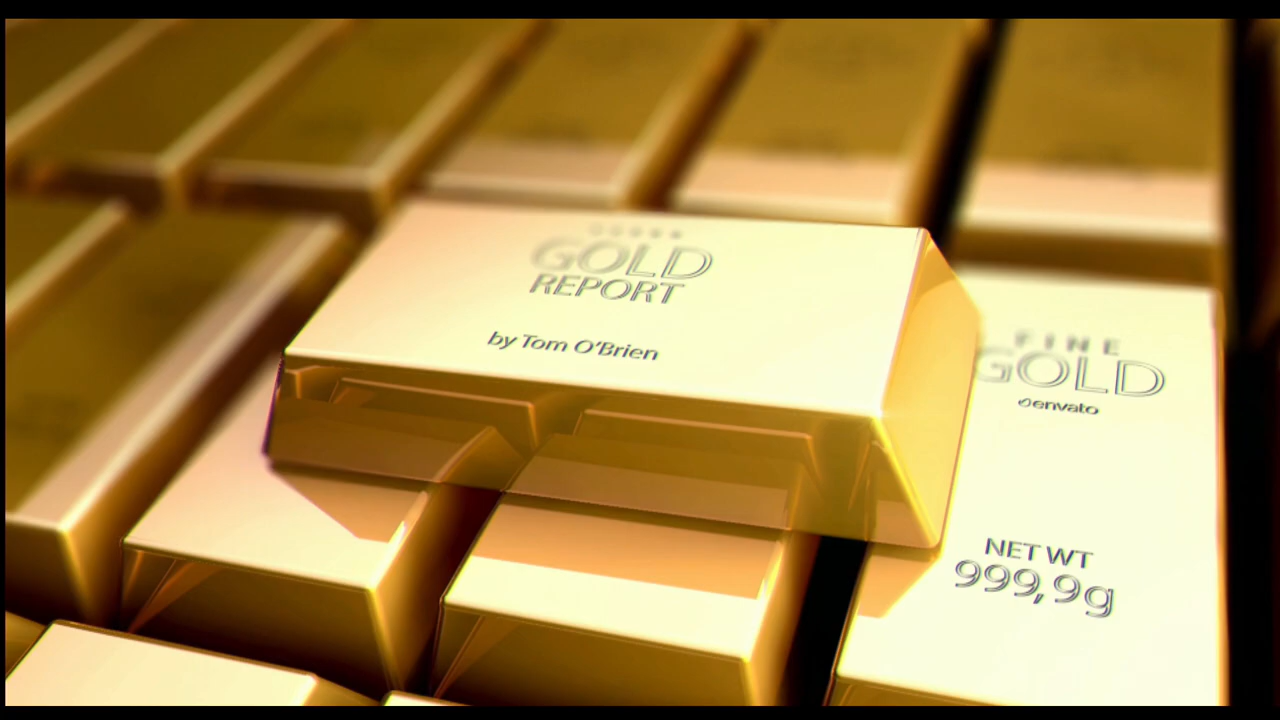 GOLD
REPORT
by Tom O'Brien
FINE
GOLD
envato
NET WT
999,9g